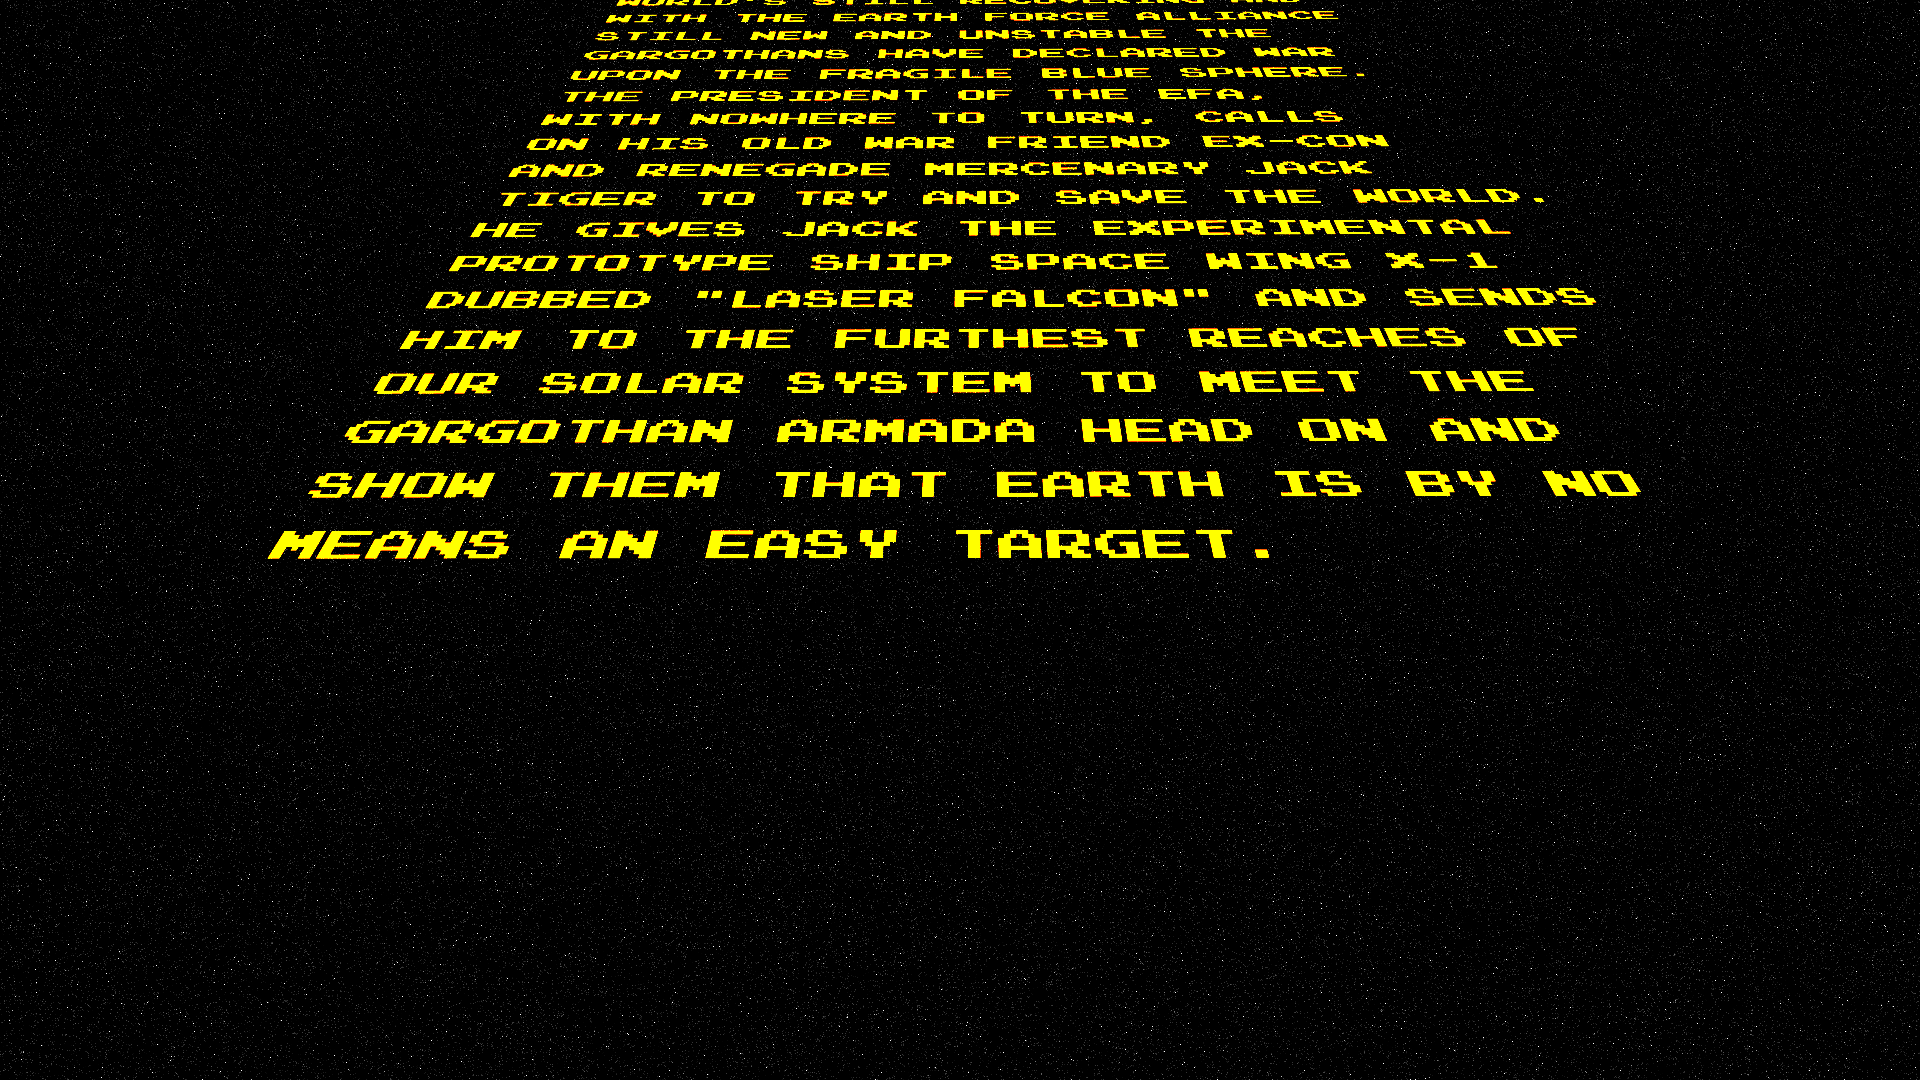 WORLD'S STILL RECOVERING AND
WITH THE EARTH FORCE ALLIANCE
STILL NEW AND UNSTABLE THE
GARGOTHANS HAVE DECLARED WAR
UPON THE FRAGILE BLUE SPHERE.
THE PRESIDENT OF THE EFA,
WITH NOWHERE TO TURN, CALLS
ON HIS OLD WAR FRIEND EX-CON
AND RENEGADE MERCENARY JACK
TIGER TO TRY AND SAVE THE WORLD.
HE GIVES JACK THE EXPERIMENTAL
PROTOTYPE SHIP SPACE WING X-1
DUBBED "LASER FALCON" AND SENDS
HIM TO THE FURTHEST REACHES OF
OUR SOLAR SYSTEM TO MEET THE
GARGOTHAN ARMADA HEAD ON AND
SHOW THEM THAT EARTH IS BY NO
MEANS AN EASY TARGET.